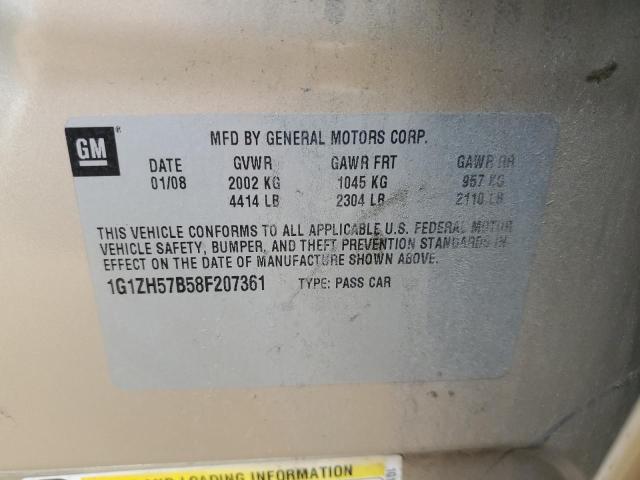 GM®
MFD BY GENERAL MOTORS CORP.
DATE GVWR GAWR FRT GAWR RR
01/08 2002 KG 1045 KG 957 KG
4414 LB 2304 LB 2110 LB
THIS VEHICLE CONFORMS TO ALL APPLICABLE U.S. FEDERAL MOTOR
VEHICLE SAFETY, BUMPER, AND THEFT PREVENTION STANDARDS IN
EFFECT ON THE DATE OF MANUFACTURE SHOWN ABOVE.
1G1ZH57B58F207361 TYPE: PASS CAR
AND LOADING INFORMATION